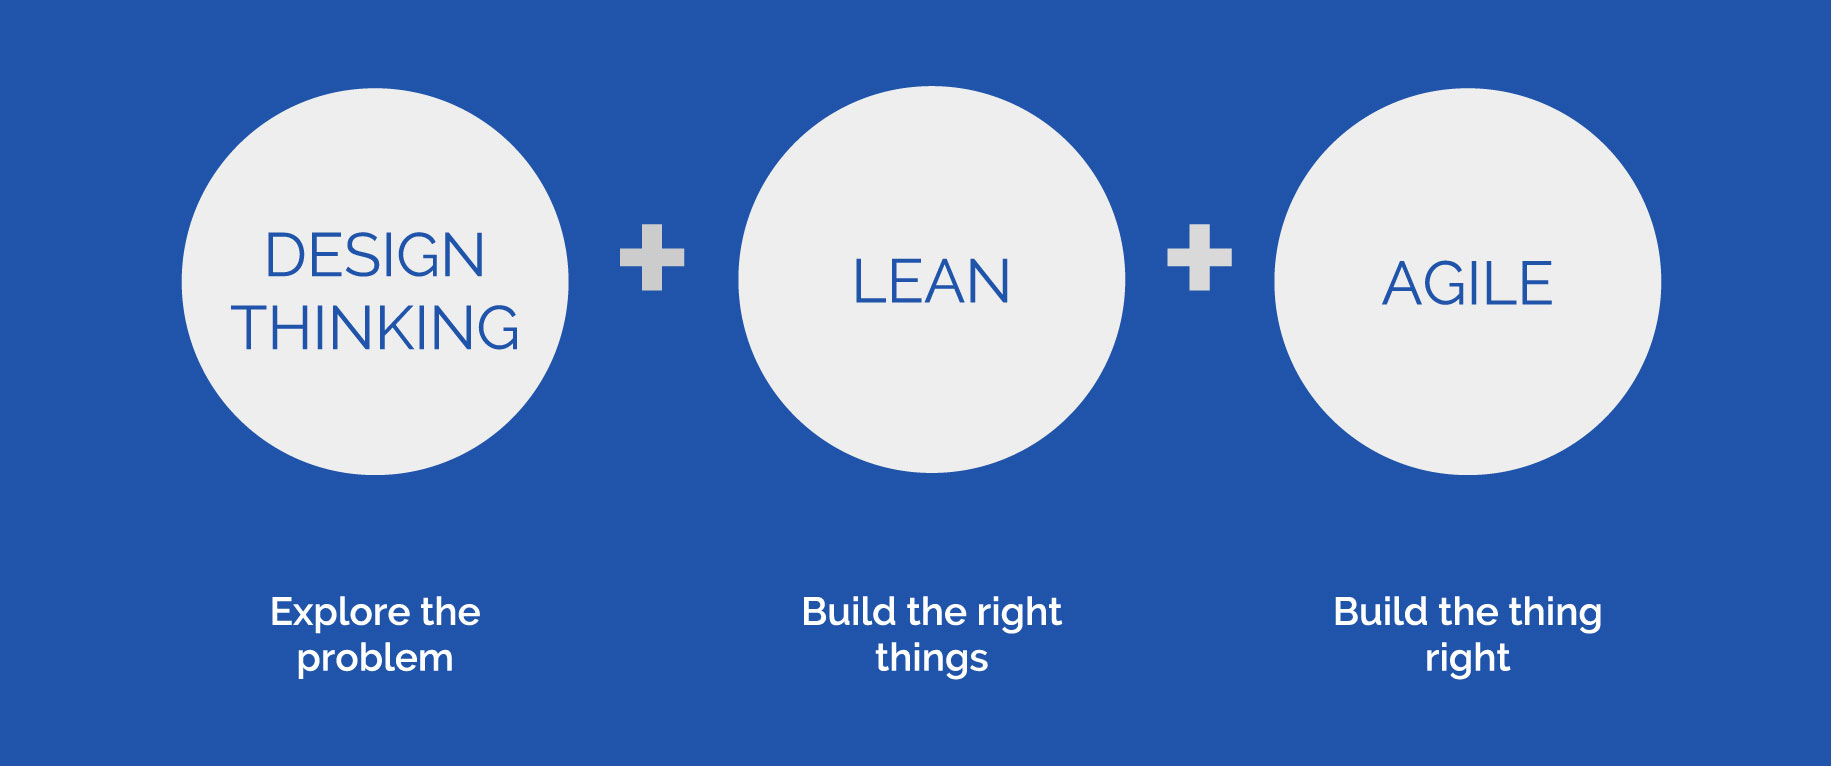 DESIGN
THINKING
LEAN
AGILE
Explore the
problem
Build the right
things
Build the thing
right